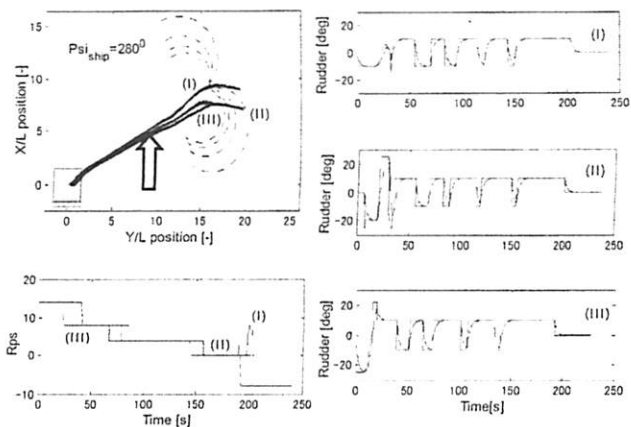 Psi_ship=280⁰
(I)
(III)
(II)
X/L position [-]
15
10
5
0
0 5 10 15 20 25
Y/L position [-]
Rps
20
10
0
-10
(III)
(II)
(I)
0 50 100 150 200 250
Time [s]
Rudder [deg]
20
0
-20
(I)
0 50 100 150 200 250
Rudder [deg]
20
0
-20
(II)
0 50 100 150 200 250
Rudder [deg]
20
0
-20
(III)
0 50 100 150 200 250
Time[s]